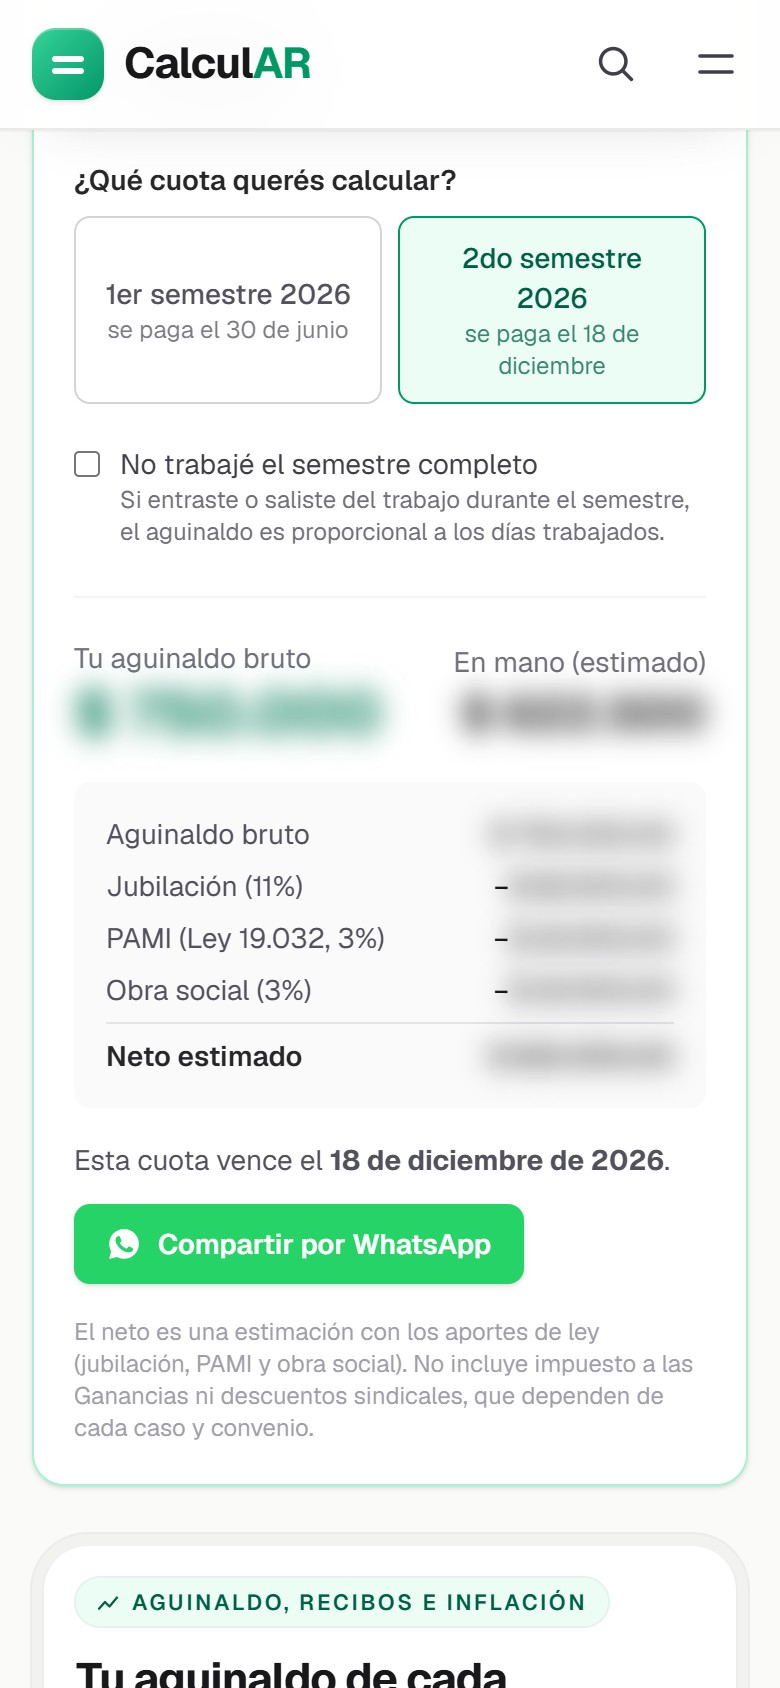 CalculAR
¿Qué cuota querés calcular?
1er semestre 2026
se paga el 30 de junio
2do semestre
2026
se paga el 18 de
diciembre
No trabajé el semestre completo
Si entraste o saliste del trabajo durante el semestre,
el aguinaldo es proporcional a los días trabajados.
Tu aguinaldo bruto
En mano (estimado)
Aguinaldo bruto
Jubilación (11%)
–
PAMI (Ley 19.032, 3%)
–
Obra social (3%)
–
Neto estimado
Esta cuota vence el 18 de diciembre de 2026.
Compartir por WhatsApp
El neto es una estimación con los aportes de ley
(jubilación, PAMI y obra social). No incluye impuesto a las
Ganancias ni descuentos sindicales, que dependen de
cada caso y convenio.
AGUINALDO, RECIBOS E INFLACIÓN
Tu aguinaldo de cada